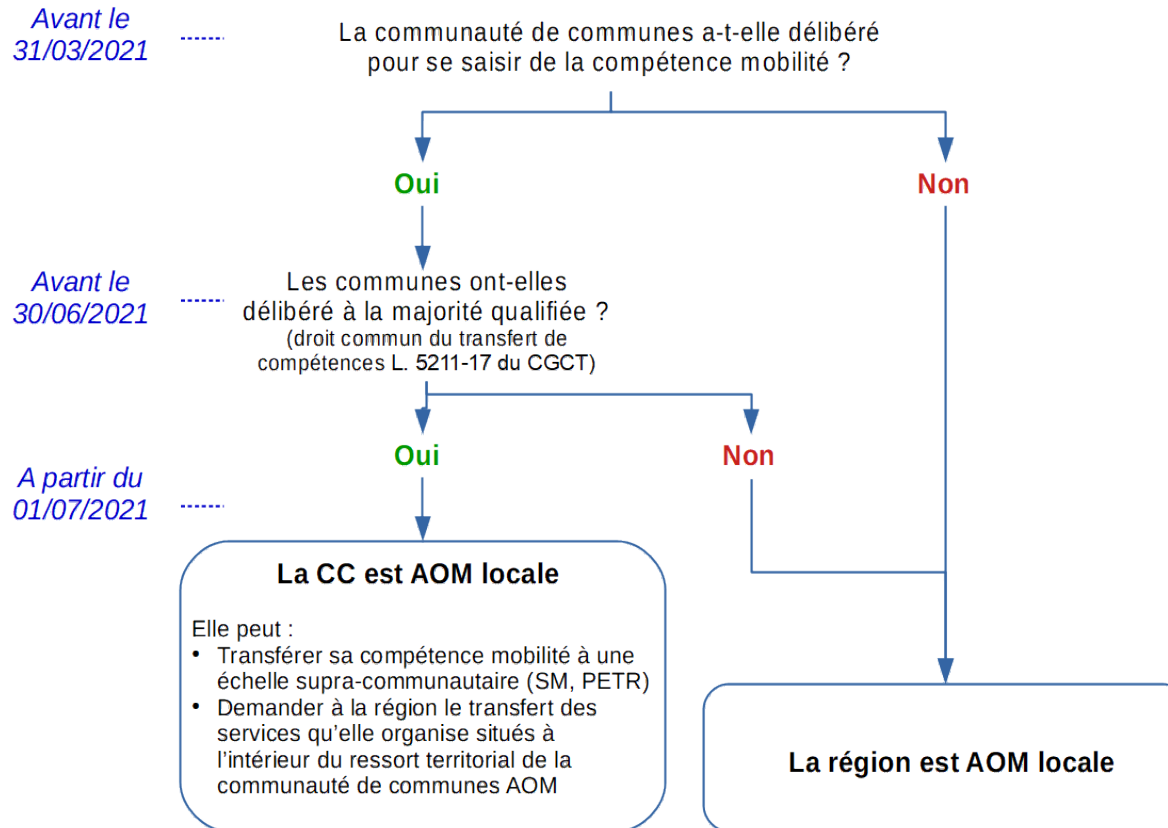 Avant le
31/03/2021
La communauté de communes a-t-elle délibéré
pour se saisir de la compétence mobilité ?
Oui
Non
Avant le
30/06/2021
Les communes ont-elles
délibéré à la majorité qualifiée ?
(droit commun du transfert de
compétences L. 5211-17 du CGCT)
Oui
Non
A partir du
01/07/2021
La CC est AOM locale
Elle peut :
• Transférer sa compétence mobilité à une
échelle supra-communautaire (SM, PETR)
• Demander à la région le transfert des
services qu’elle organise situés à
l’intérieur du ressort territorial de la
communauté de communes AOM
La région est AOM locale